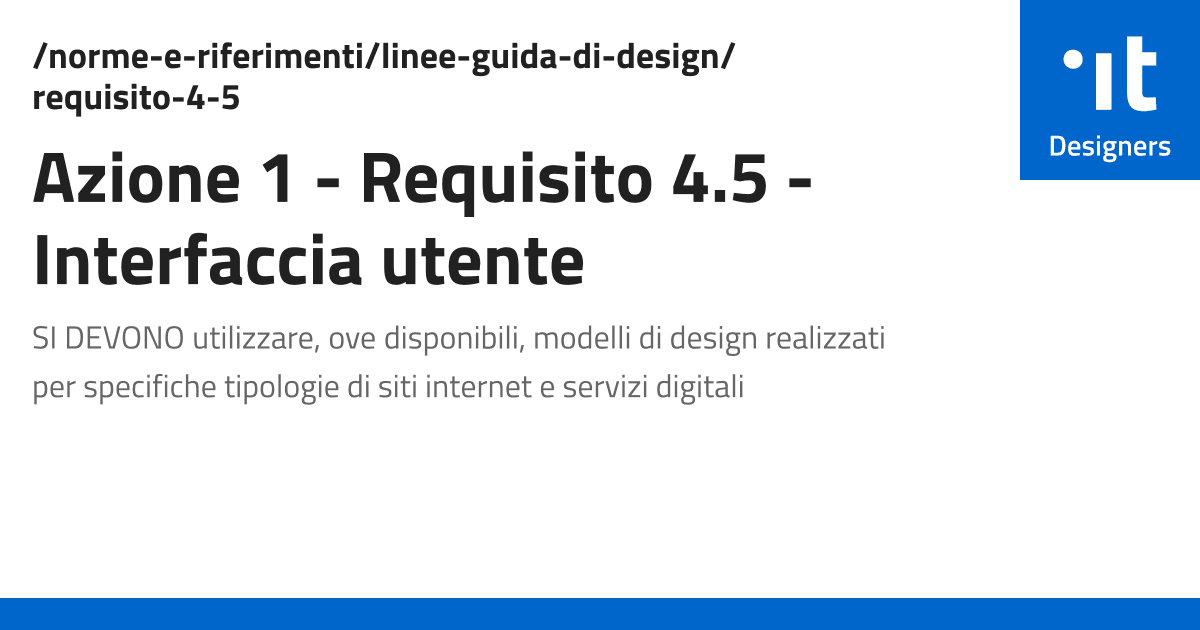 /norme-e-riferimenti/linee-guida-di-design/
requisito-4-5
Azione 1 - Requisito 4.5 -
Interfaccia utente
SI DEVONO utilizzare, ove disponibili, modelli di design realizzati
per specifiche tipologie di siti internet e servizi digitali
it
Designers